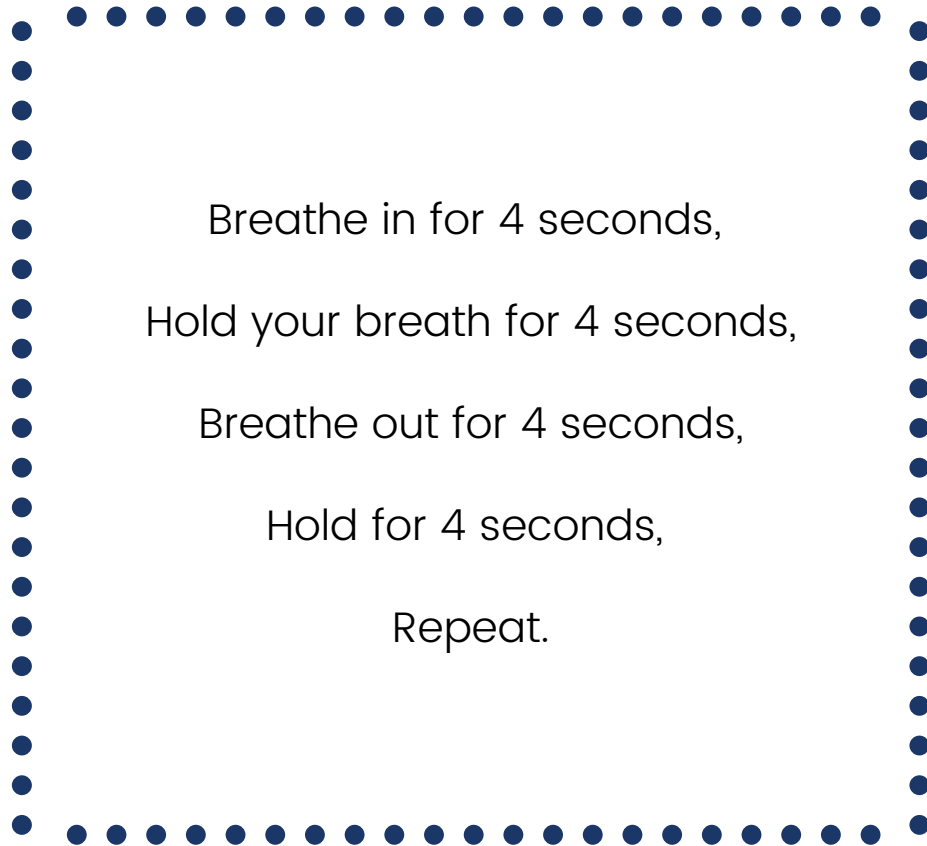 Breathe in for 4 seconds,
Hold your breath for 4 seconds,
Breathe out for 4 seconds,
Hold for 4 seconds,
Repeat.